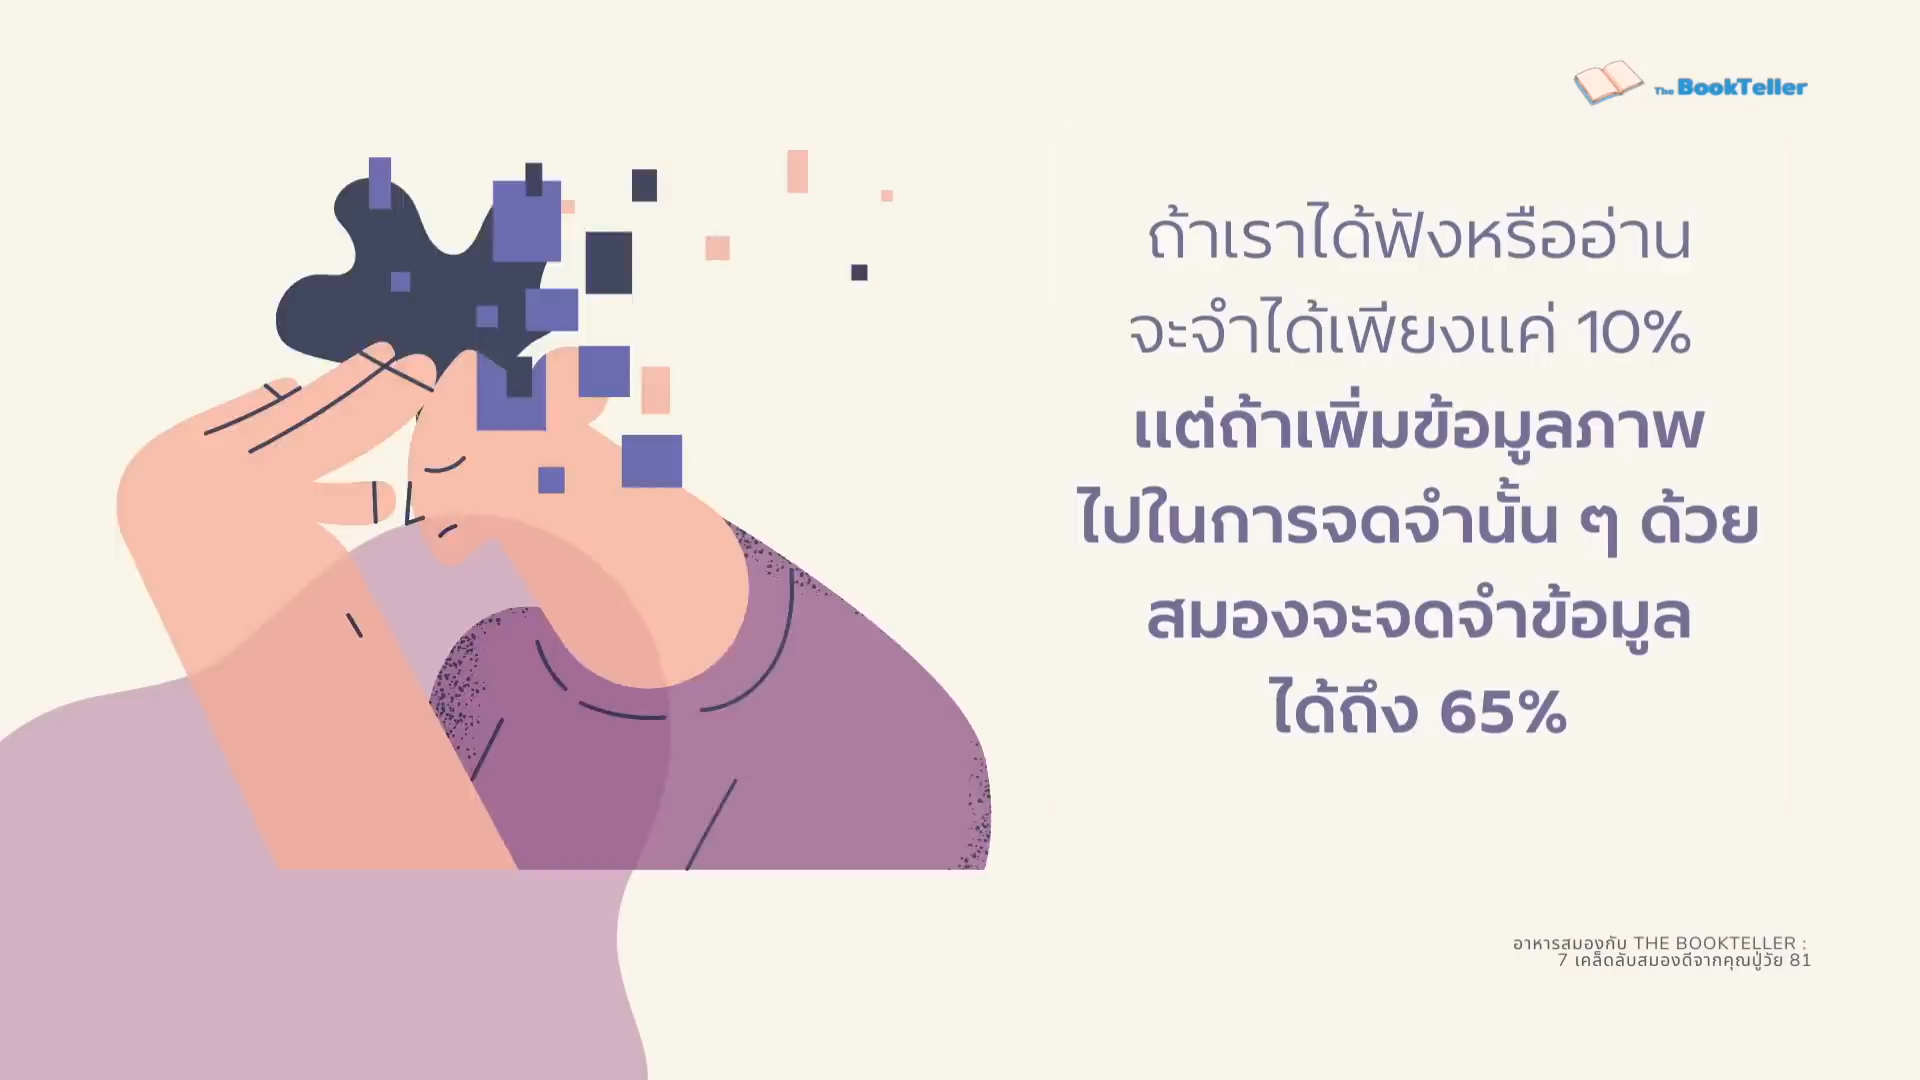 The BookTeller
ถ้าเราได้ฟังหรืออ่าน
จะจำได้เพียงแค่ 10%
แต่ถ้าเพิ่มข้อมูลภาพ
ไปในการจดจำนั้น ๆ ด้วย
สมองจะจดจำข้อมูล
ได้ถึง 65%
อาหารสมองกับ THE BOOKTELLER :
7 เคล็ดลับสมองดีจากคุณปู่วัย 81